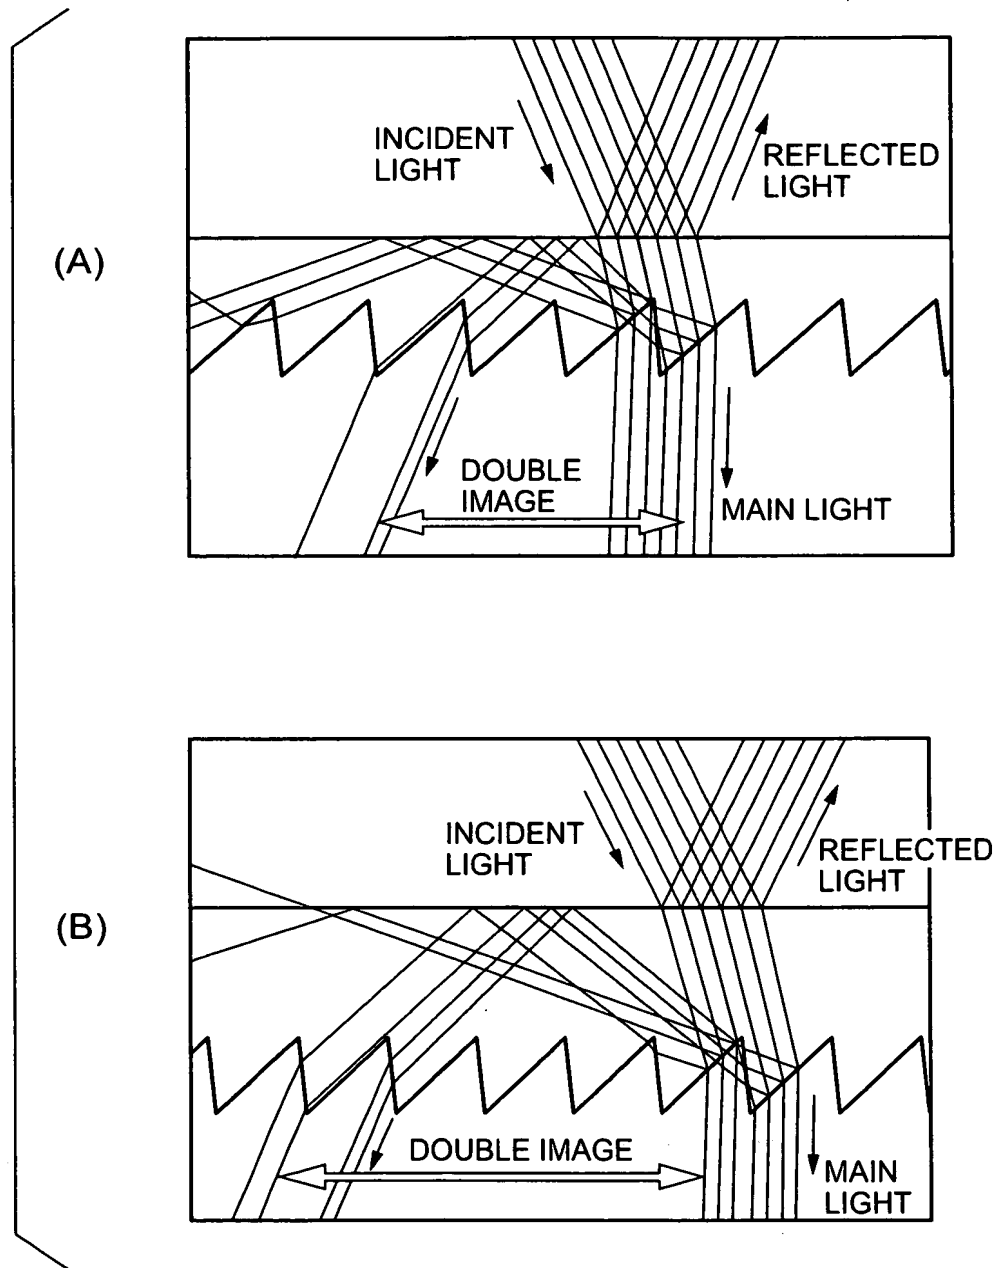 (A)
INCIDENT
LIGHT
REFLECTED
LIGHT
DOUBLE
IMAGE
MAIN LIGHT
(B)
INCIDENT
LIGHT
REFLECTED
LIGHT
DOUBLE IMAGE
MAIN
LIGHT